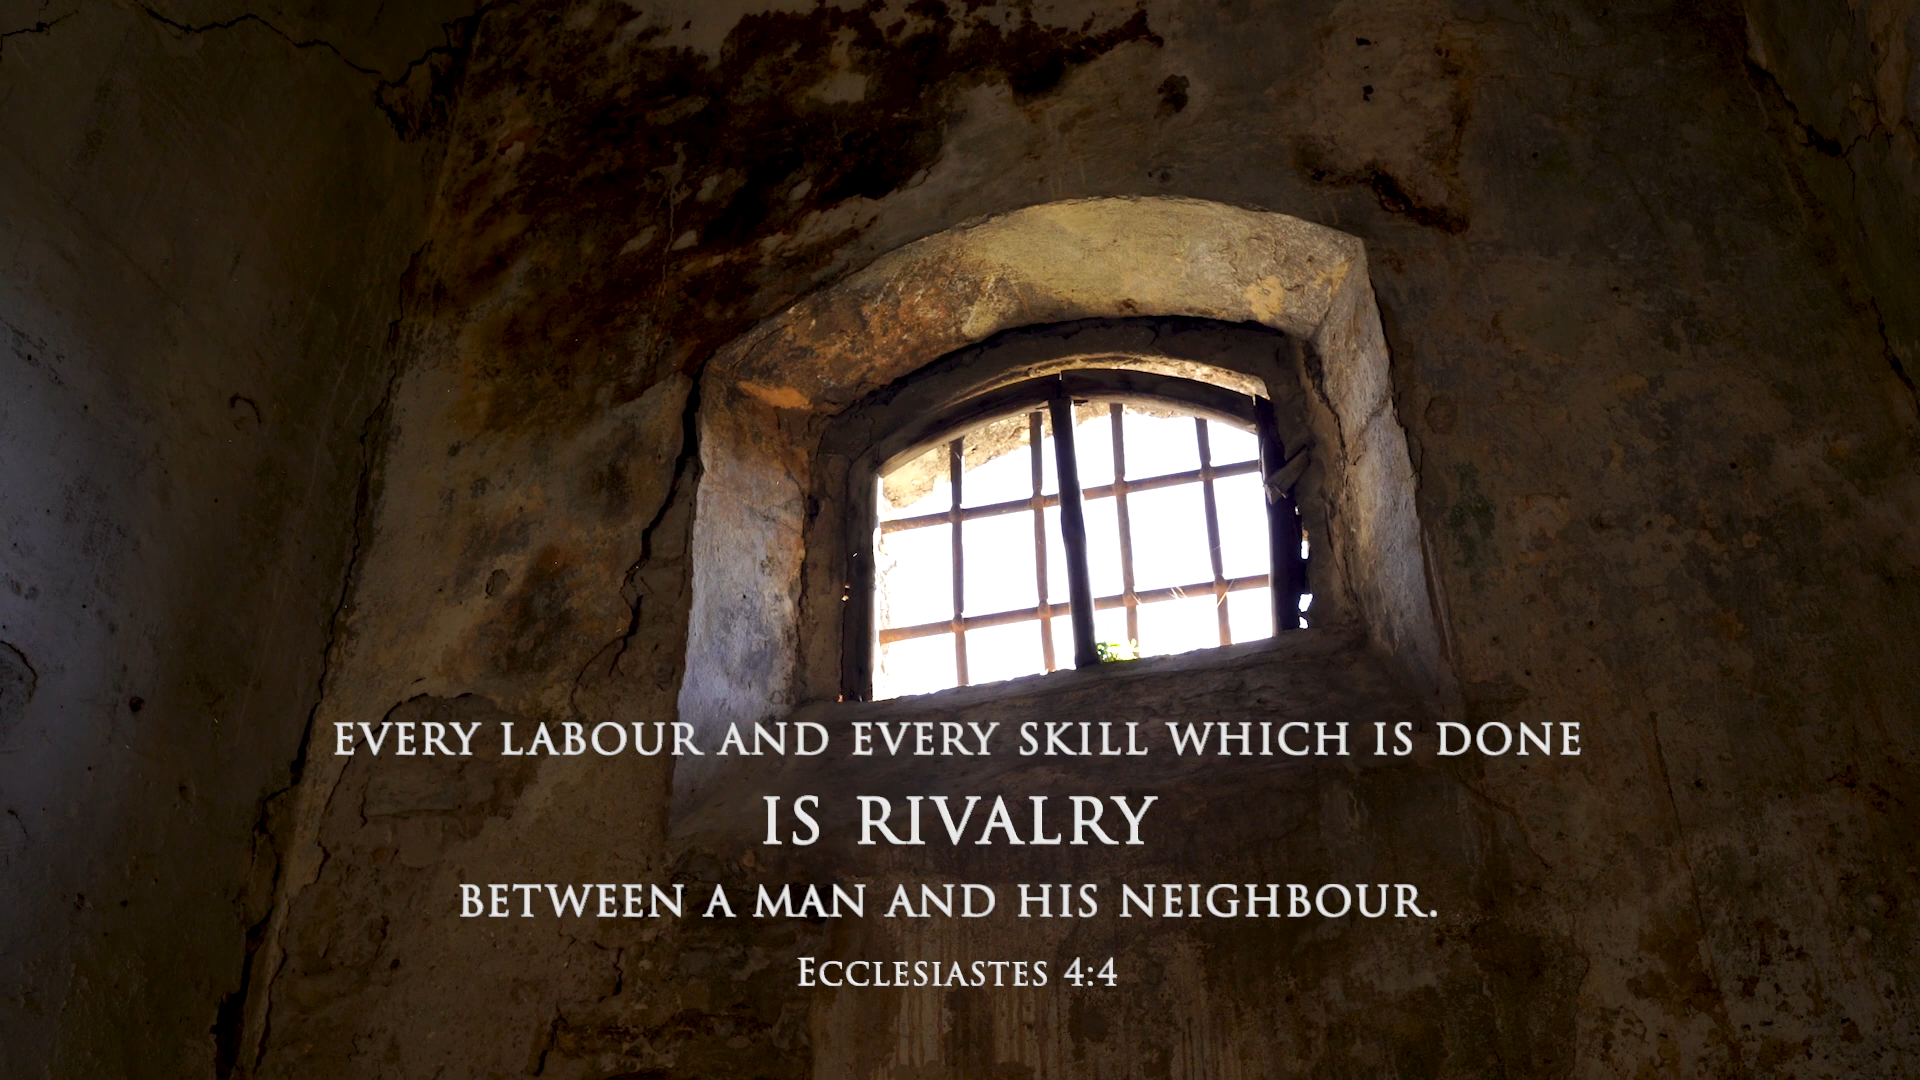 EVERY LABOUR AND EVERY SKILL WHICH IS DONE
IS RIVALRY
BETWEEN A MAN AND HIS NEIGHBOUR.
ECCLESIASTES 4:4